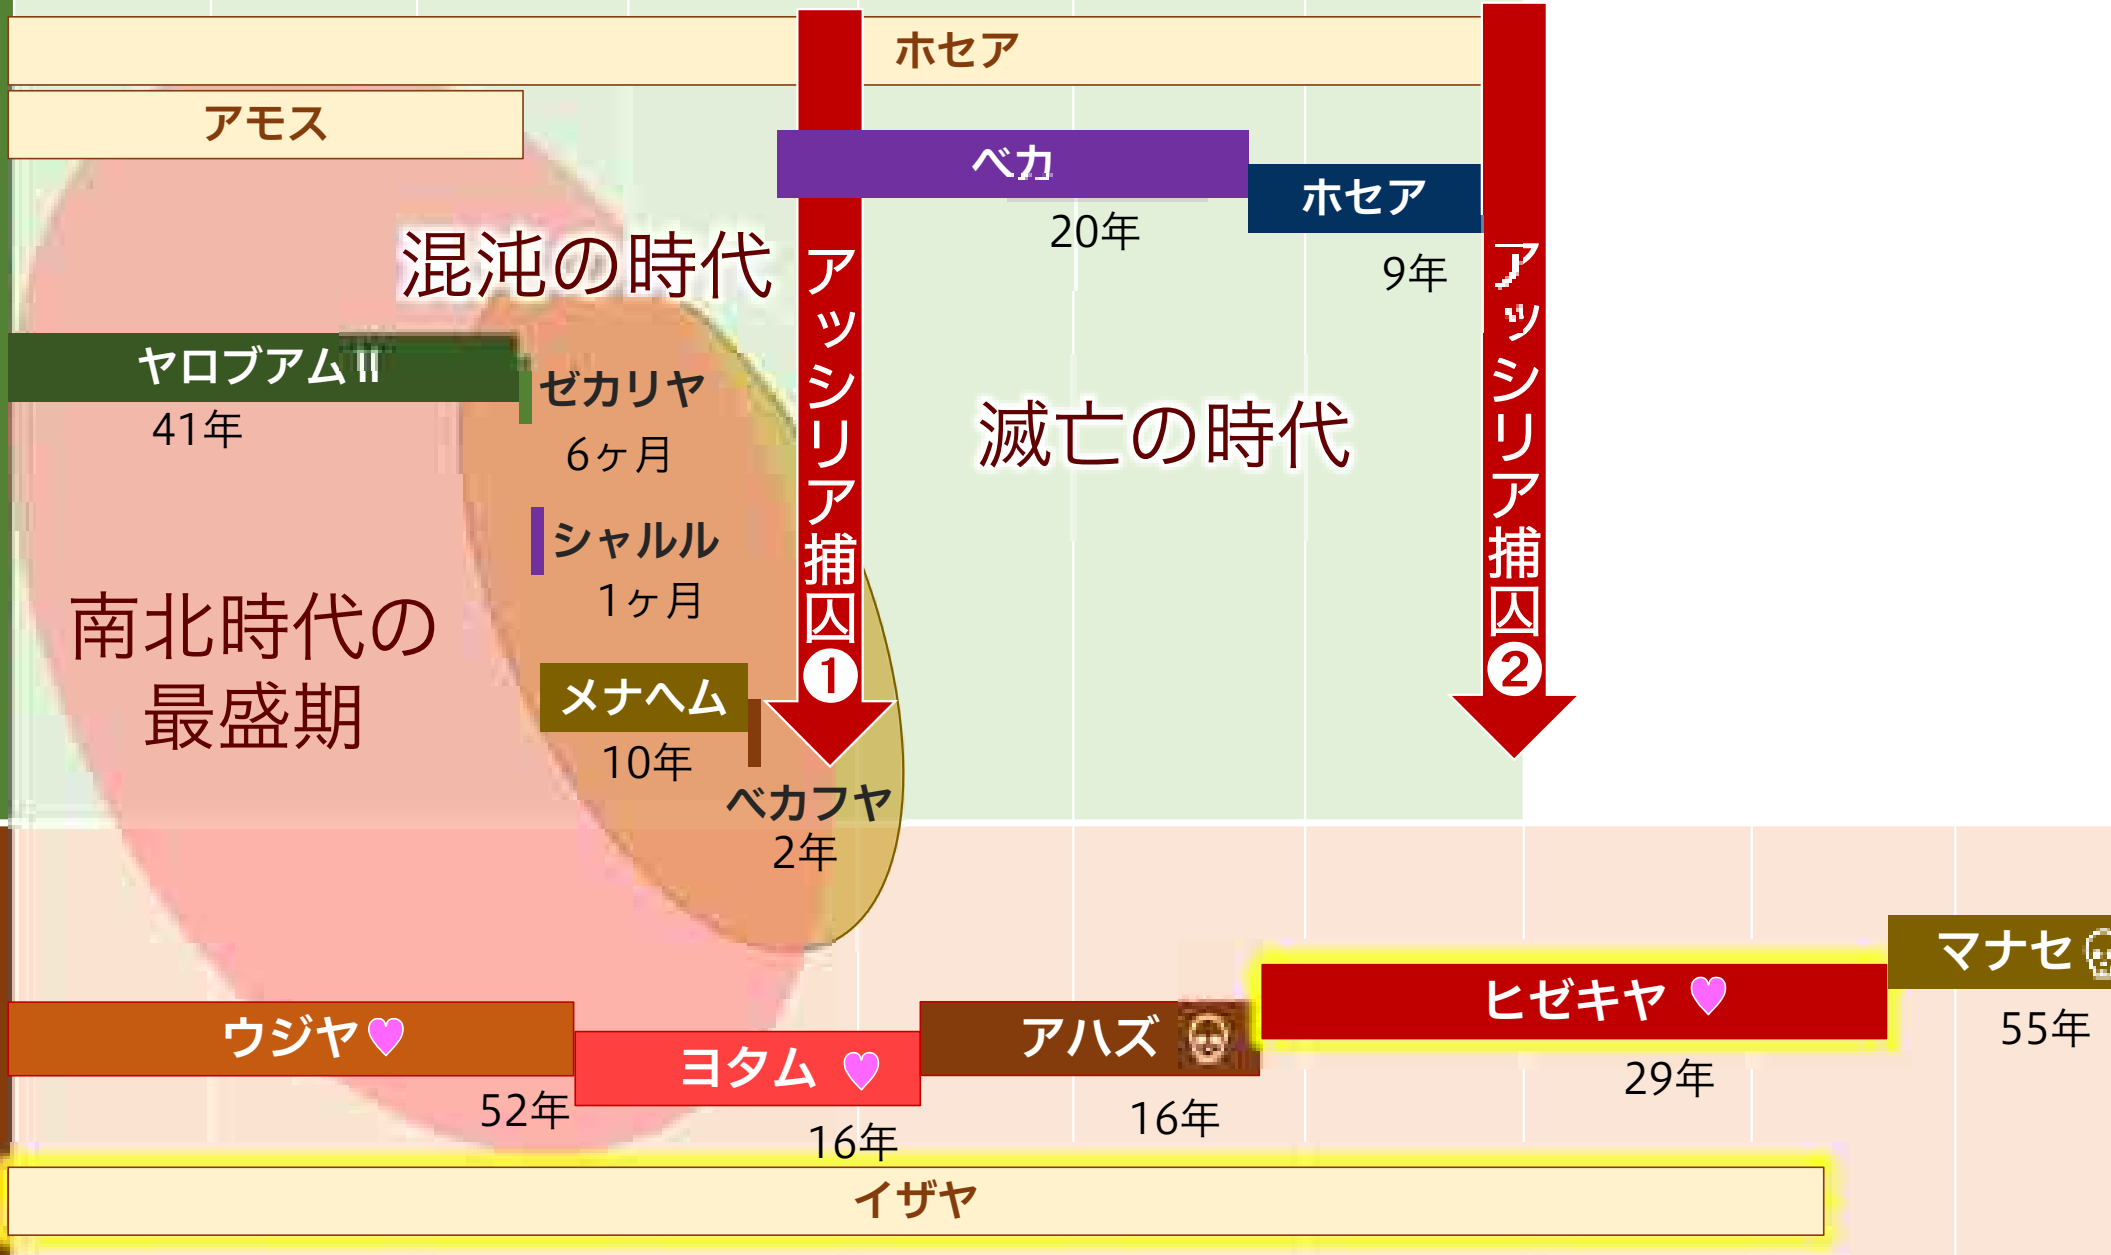 ホセア
アモス
ベカ
20年
ホセア
9年
混沌の時代
ヤロブアムⅡ
41年
ゼカリヤ
6ヶ月
シャルル
1ヶ月
メナヘム
10年
ベカフヤ
2年
南北時代の
最盛期
アッシリア捕囚❶
滅亡の時代
アッシリア捕囚❷
ウジヤ
52年
ヨタム
16年
アハズ
16年
ヒゼキヤ
29年
マナセ
55年
イザヤ